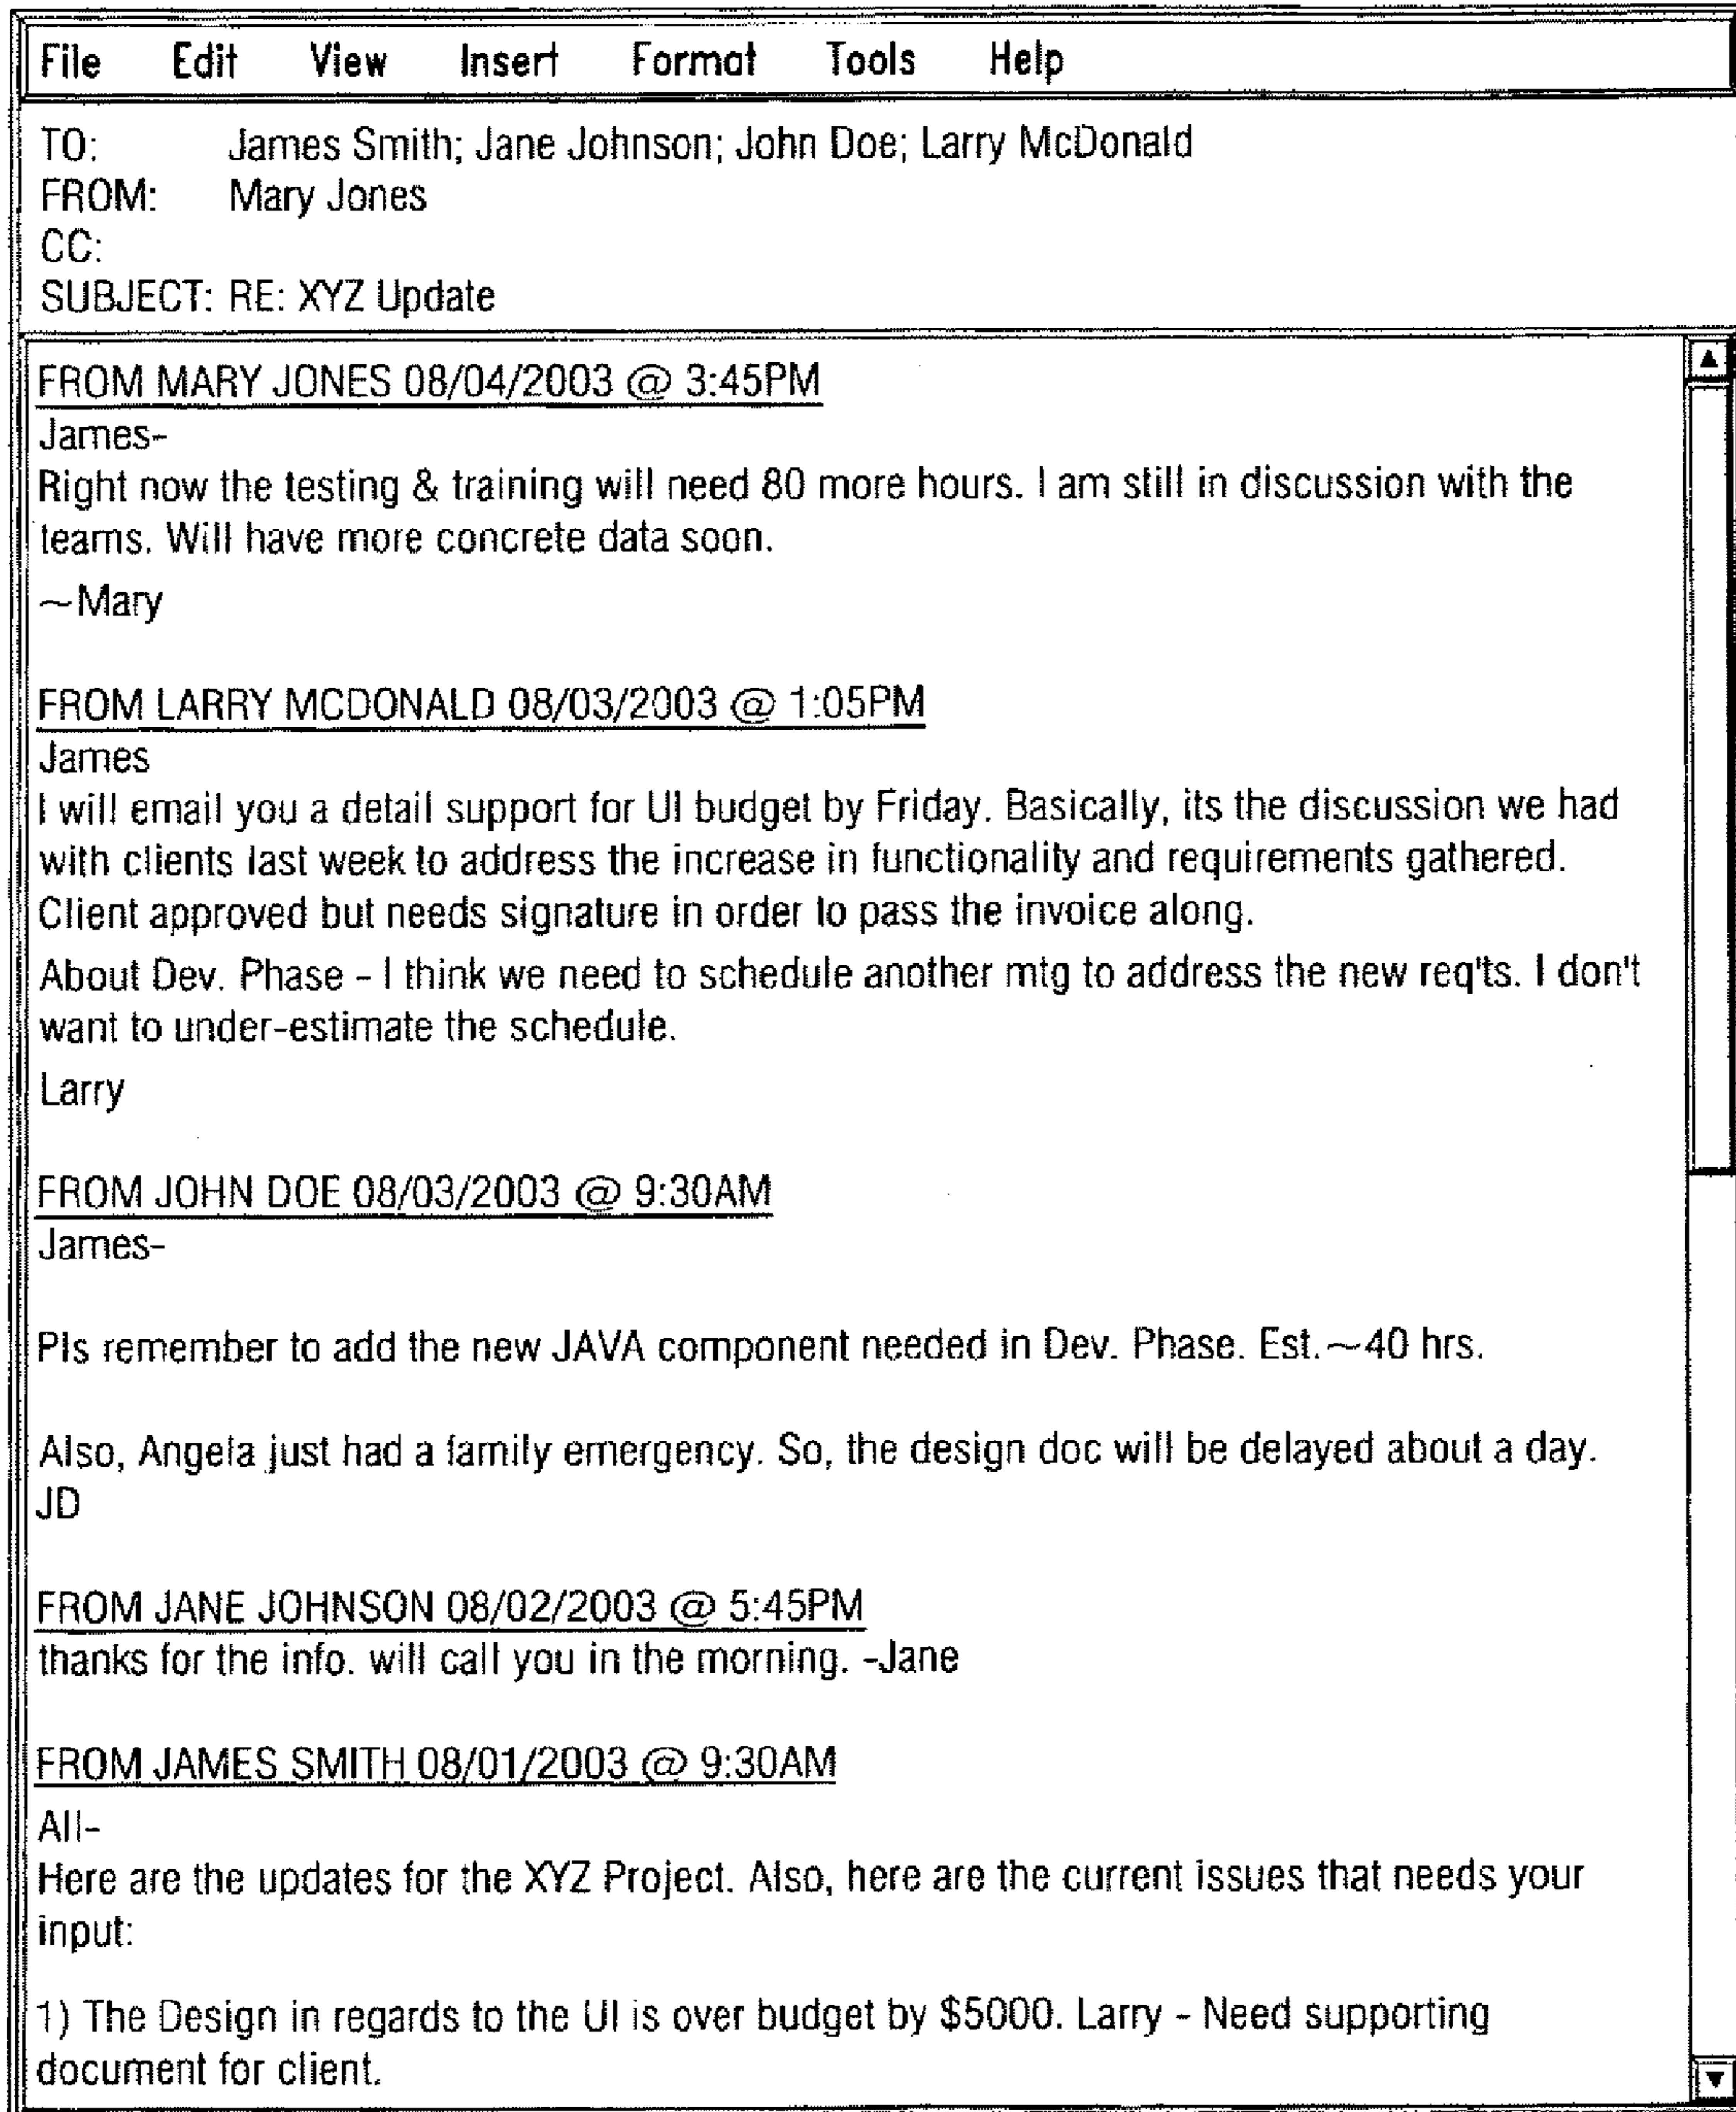 File Edit View Insert Format Tools Help
TO: James Smith; Jane Johnson; John Doe; Larry McDonald
FROM: Mary Jones
CC:
SUBJECT: RE: XYZ Update
FROM MARY JONES 08/04/2003 @ 3:45PM
James-
Right now the testing & training will need 80 more hours. I am still in discussion with the
teams. Will have more concrete data soon.
~Mary
FROM LARRY MCDONALD 08/03/2003 @ 1:05PM
James
I will email you a detail support for UI budget by Friday. Basically, its the discussion we had
with clients last week to address the increase in functionality and requirements gathered.
Client approved but needs signature in order to pass the invoice along.
About Dev. Phase - I think we need to schedule another mtg to address the new req'ts. I don't
want to under-estimate the schedule.
Larry
FROM JOHN DOE 08/03/2003 @ 9:30AM
James-
Pls remember to add the new JAVA component needed in Dev. Phase. Est.~40 hrs.
Also, Angela just had a family emergency. So, the design doc will be delayed about a day.
JD
FROM JANE JOHNSON 08/02/2003 @ 5:45PM
thanks for the info. will call you in the morning. -Jane
FROM JAMES SMITH 08/01/2003 @ 9:30AM
All-
Here are the updates for the XYZ Project. Also, here are the current issues that needs your
input:
1) The Design in regards to the UI is over budget by $5000. Larry - Need supporting
document for client.